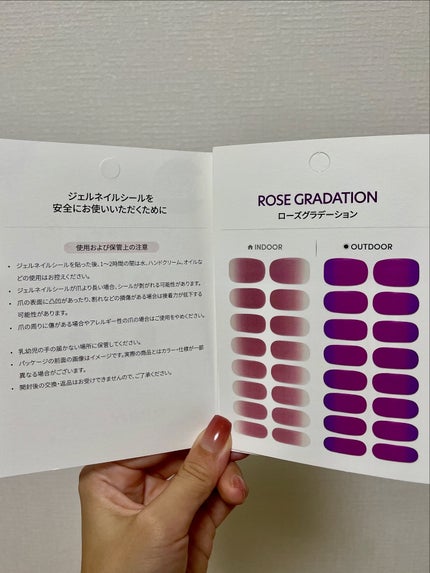 ジェルネイルシールを
安全にお使いいただくために
使用および保管上の注意
• ジェルネイルシールを貼った後、1～2時間の間は水、ハンドクリーム、オイルな
どの使用はお控えください。
• ジェルネイルシールが爪より長い場合、シールが剥がれる可能性があります。
• 爪の表面に凸凹があったり、割れなどの損傷がある場合は接着力が低下する
可能性があります。
• 爪の周りに傷がある場合やアレルギー性の爪の場合はご使用をやめください。
• 乳幼児の手の届かない場所に保管してください。
• パッケージの前面の画像はイメージです。実際の商品とはカラー・仕様が一部
異なる場合がございます。
• 開封後の交換・返品はお受けできませんので、ご了承ください。
ROSE GRADATION
ローズグラデーション
INDOOR
OUTDOOR